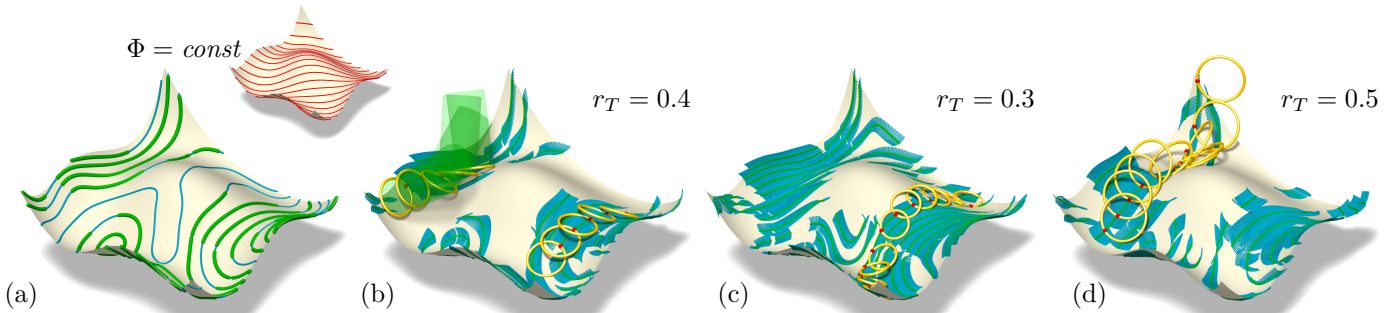 Φ = const
r_T = 0.4
r_T = 0.3
r_T = 0.5
(a)
(b)
(c)
(d)